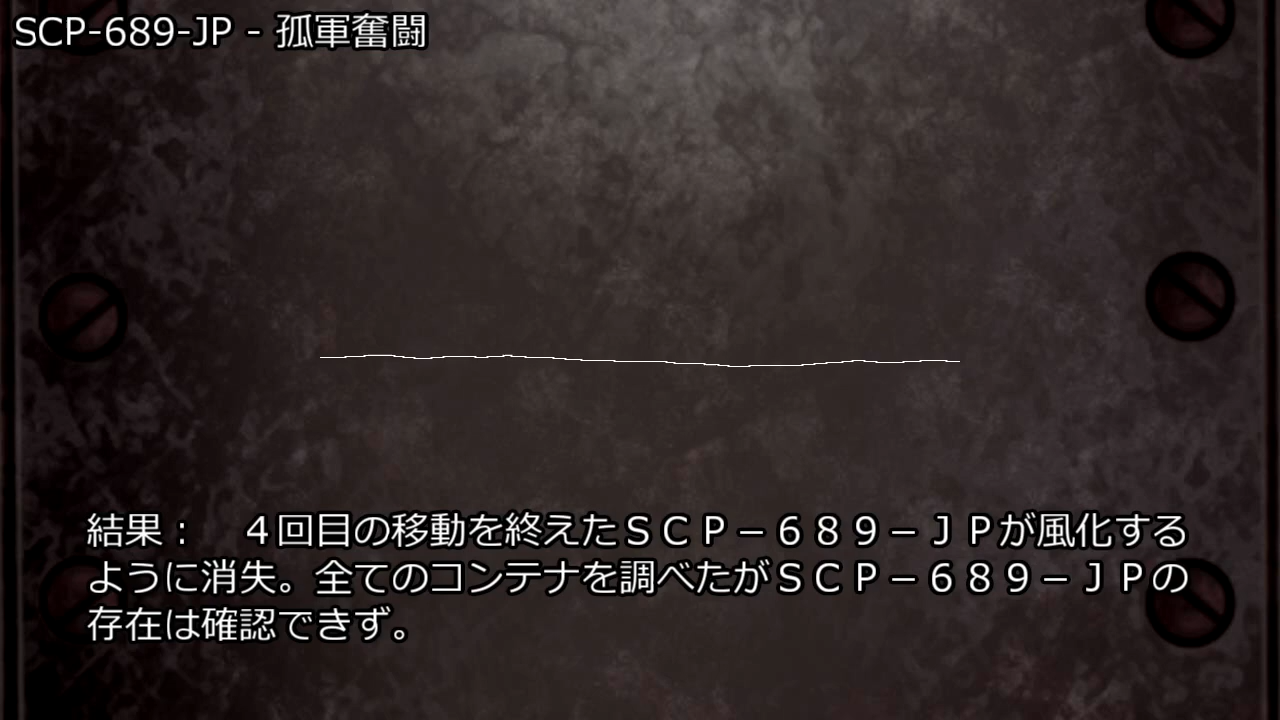 SCP-689-JP - 孤軍奮闘
結果：　４回目の移動を終えたＳＣＰ－６８９－ＪＰが風化する
ように消失。全てのコンテナを調べたがＳＣＰ－６８９－ＪＰの
存在は確認できず。